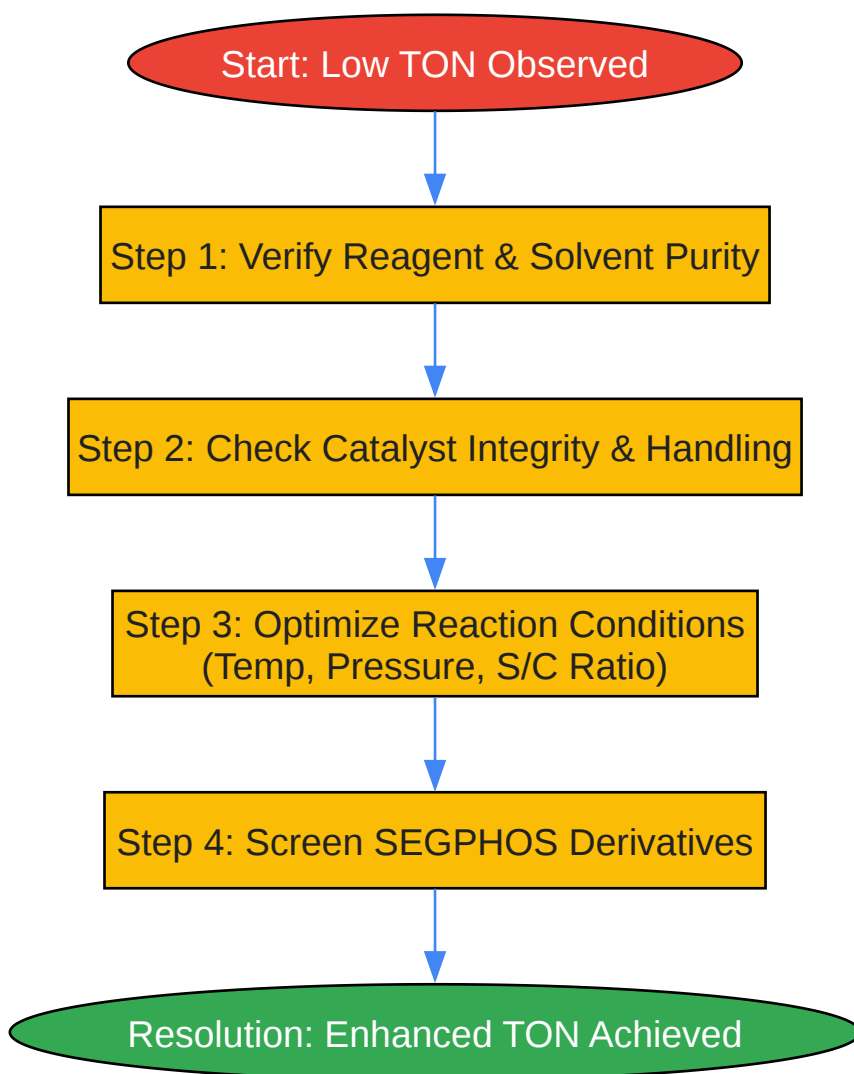 Start: Low TON Observed
Step 1: Verify Reagent & Solvent Purity
Step 2: Check Catalyst Integrity & Handling
Step 3: Optimize Reaction Conditions
(Temp, Pressure, S/C Ratio)
Step 4: Screen SEGPHOS Derivatives
Resolution: Enhanced TON Achieved